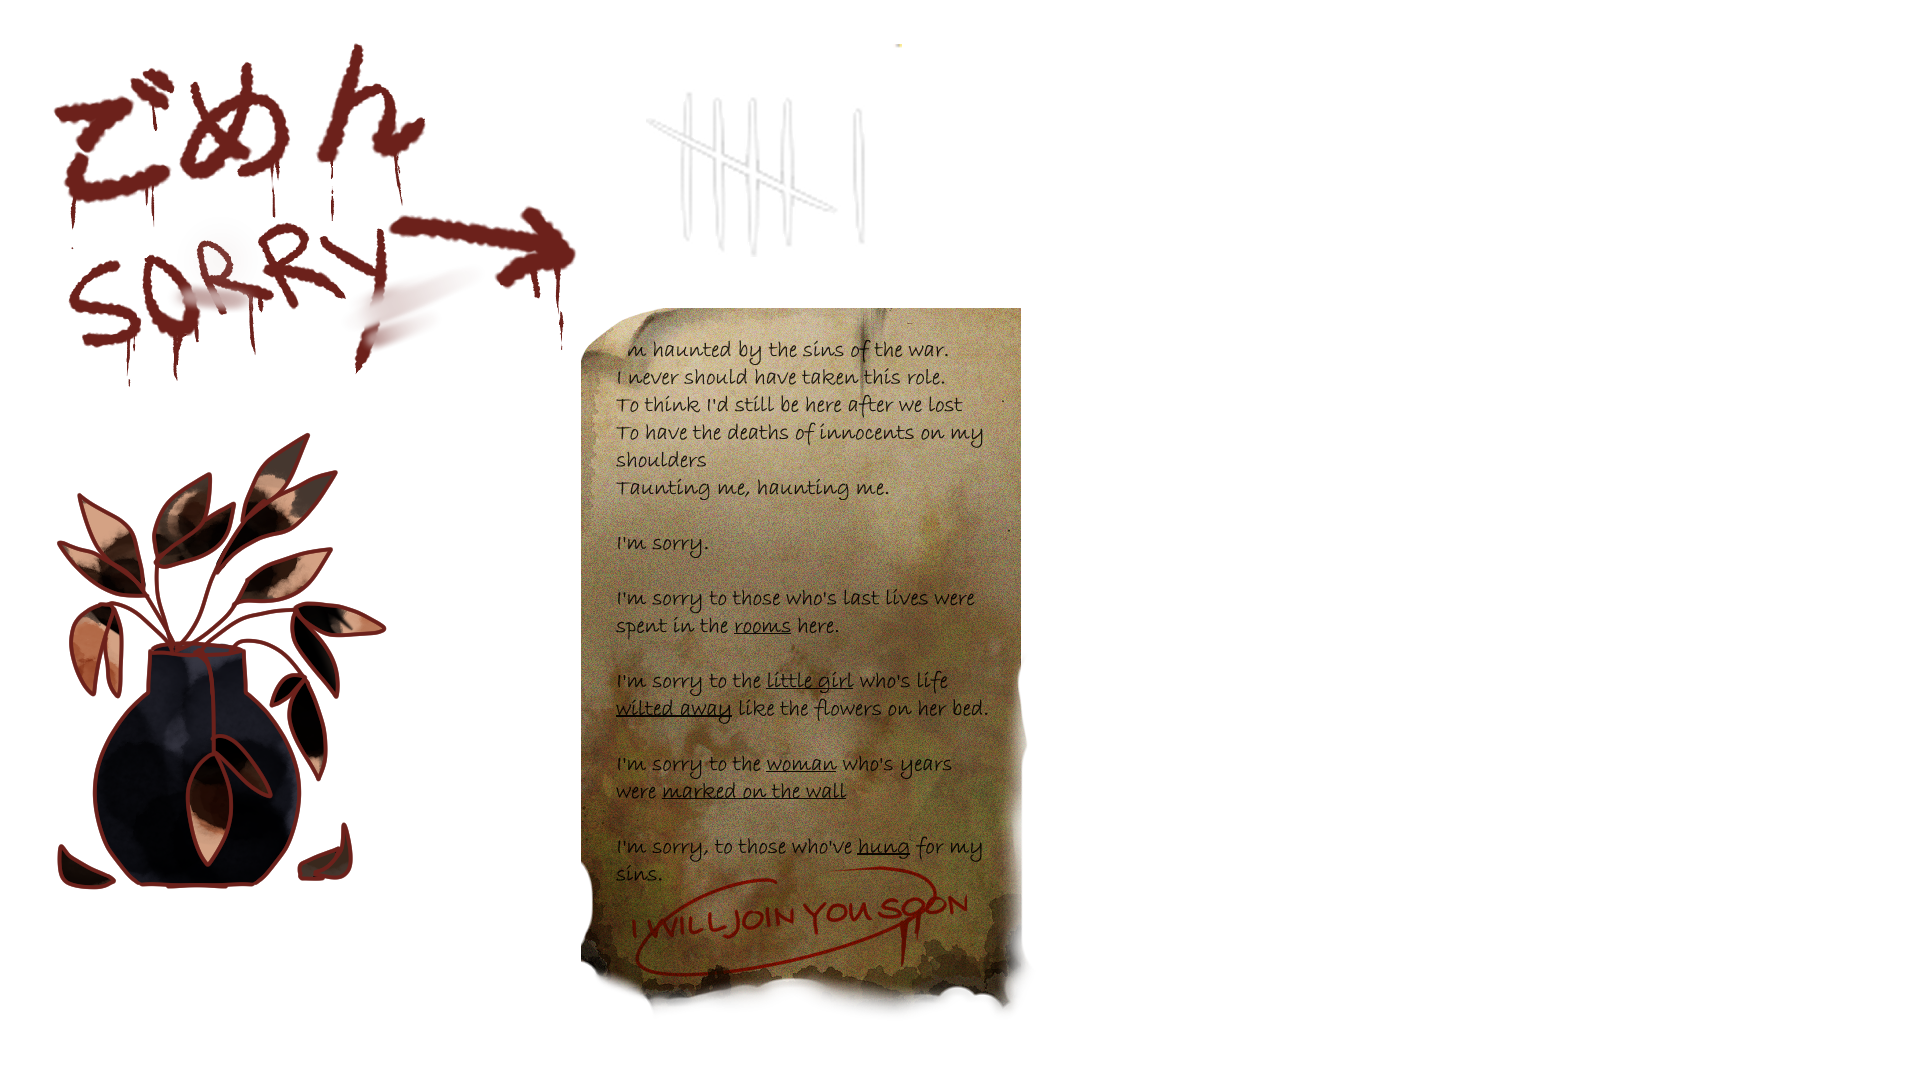 ごめん
SORRY
m haunted by the sins of the war.
I never should have taken this role.
To think I'd still be here after we lost
To have the deaths of innocents on my
shoulders
Taunting me, haunting me.
I'm sorry.
I'm sorry to those who's last lives were
spent in the rooms here.
I'm sorry to the little girl who's life
wilted away like the flowers on her bed.
I'm sorry to the woman who's years
were marked on the wall
I'm sorry, to those who've hung for my
sins.
I WILL JOIN YOU SOON